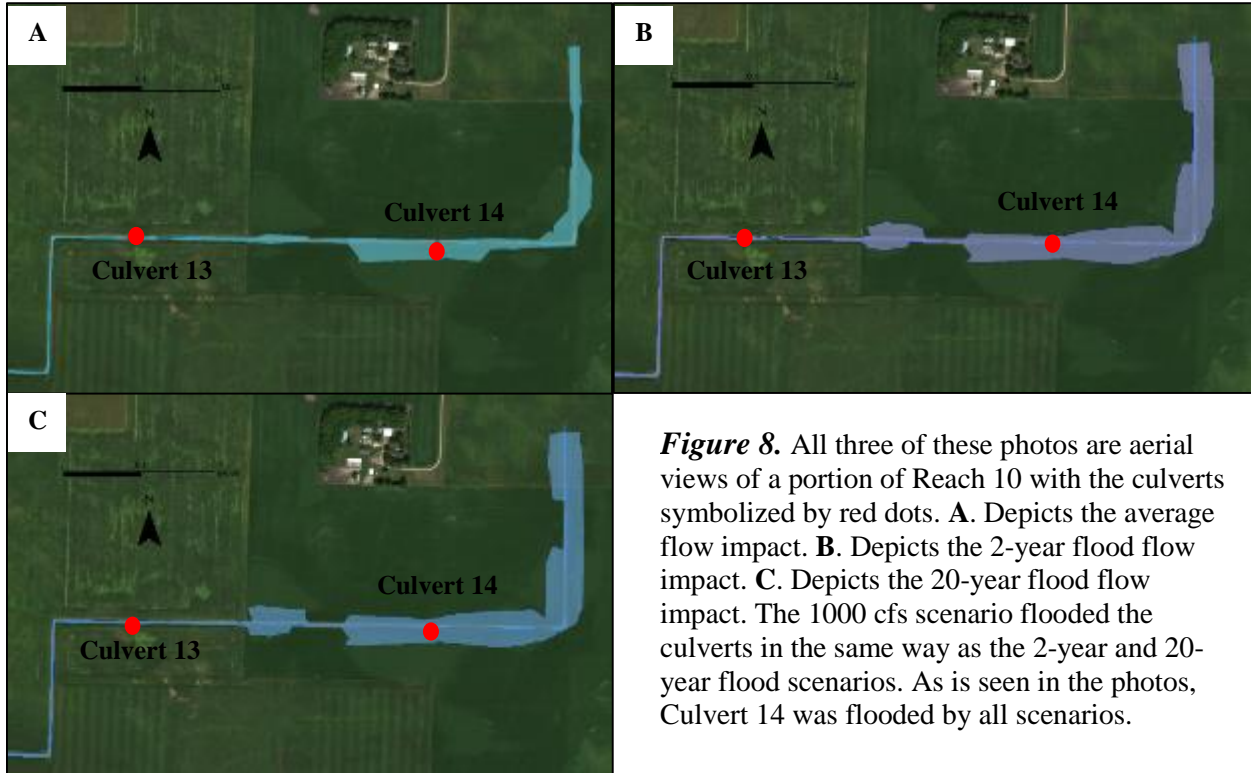 A
Culvert 14
Culvert 13
N
B
Culvert 14
Culvert 13
N
C
Culvert 14
Culvert 13
N
Figure 8. All three of these photos are aerial
views of a portion of Reach 10 with the culverts
symbolized by red dots. A. Depicts the average
flow impact. B. Depicts the 2-year flood flow
impact. C. Depicts the 20-year flood flow
impact. The 1000 cfs scenario flooded the
culverts in the same way as the 2-year and 20-
year flood scenarios. As is seen in the photos,
Culvert 14 was flooded by all scenarios.